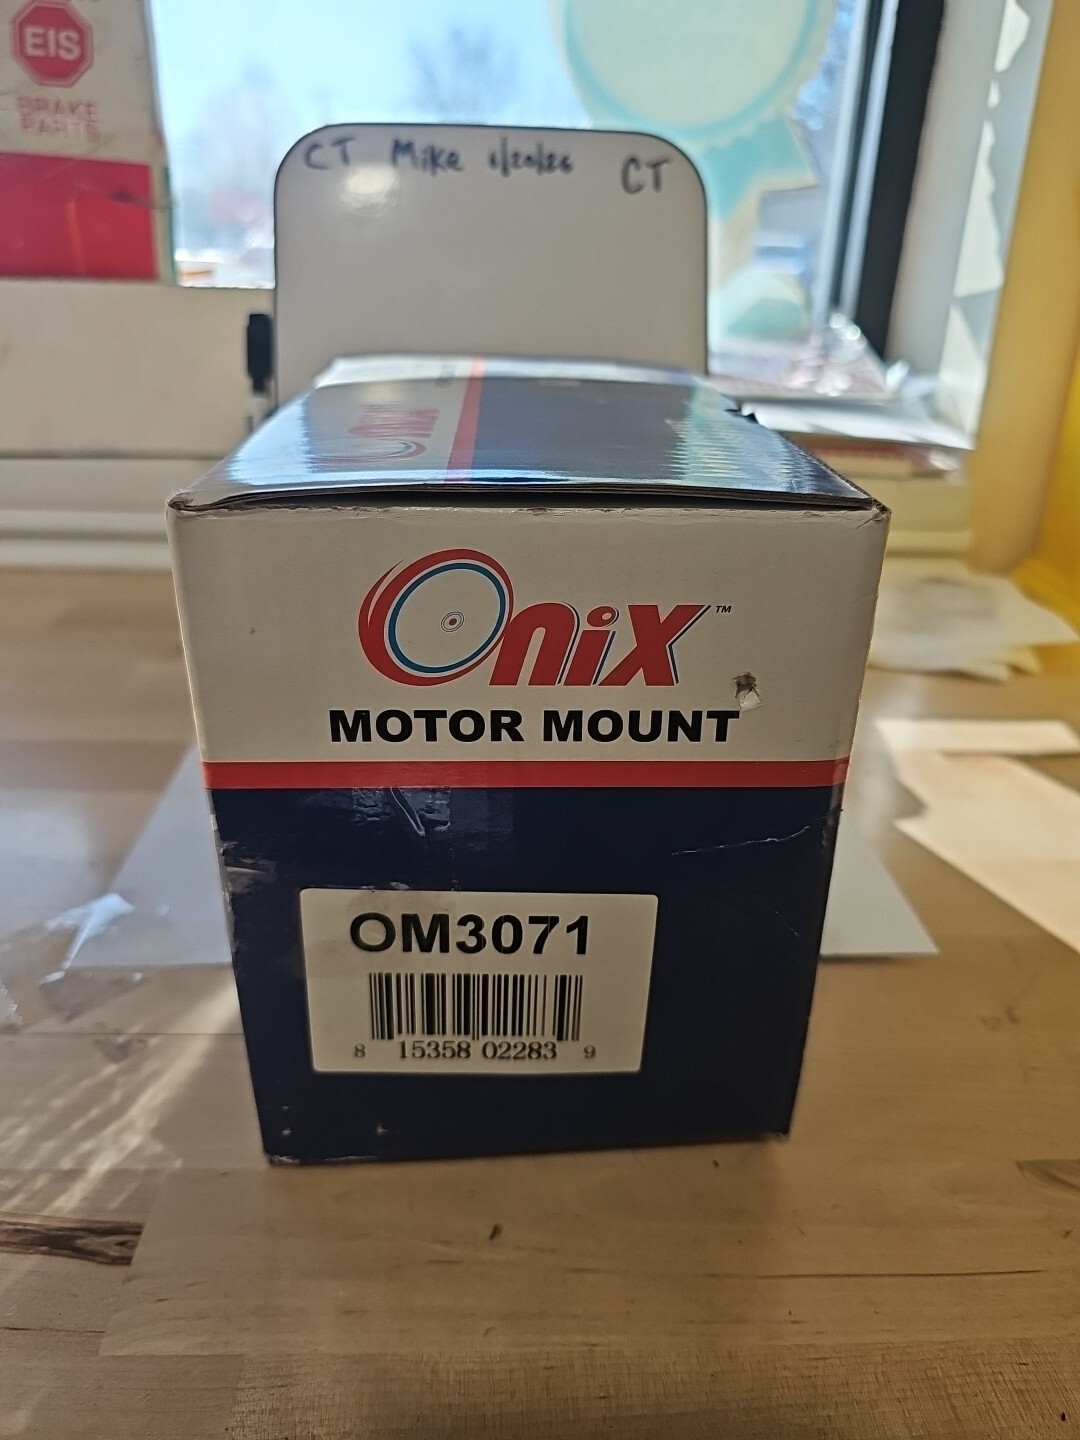 EIS
BRAKE
PARTS
CT Mike 1/20/26 CT
Onix™
MOTOR MOUNT
OM3071
8 15358 02283 9